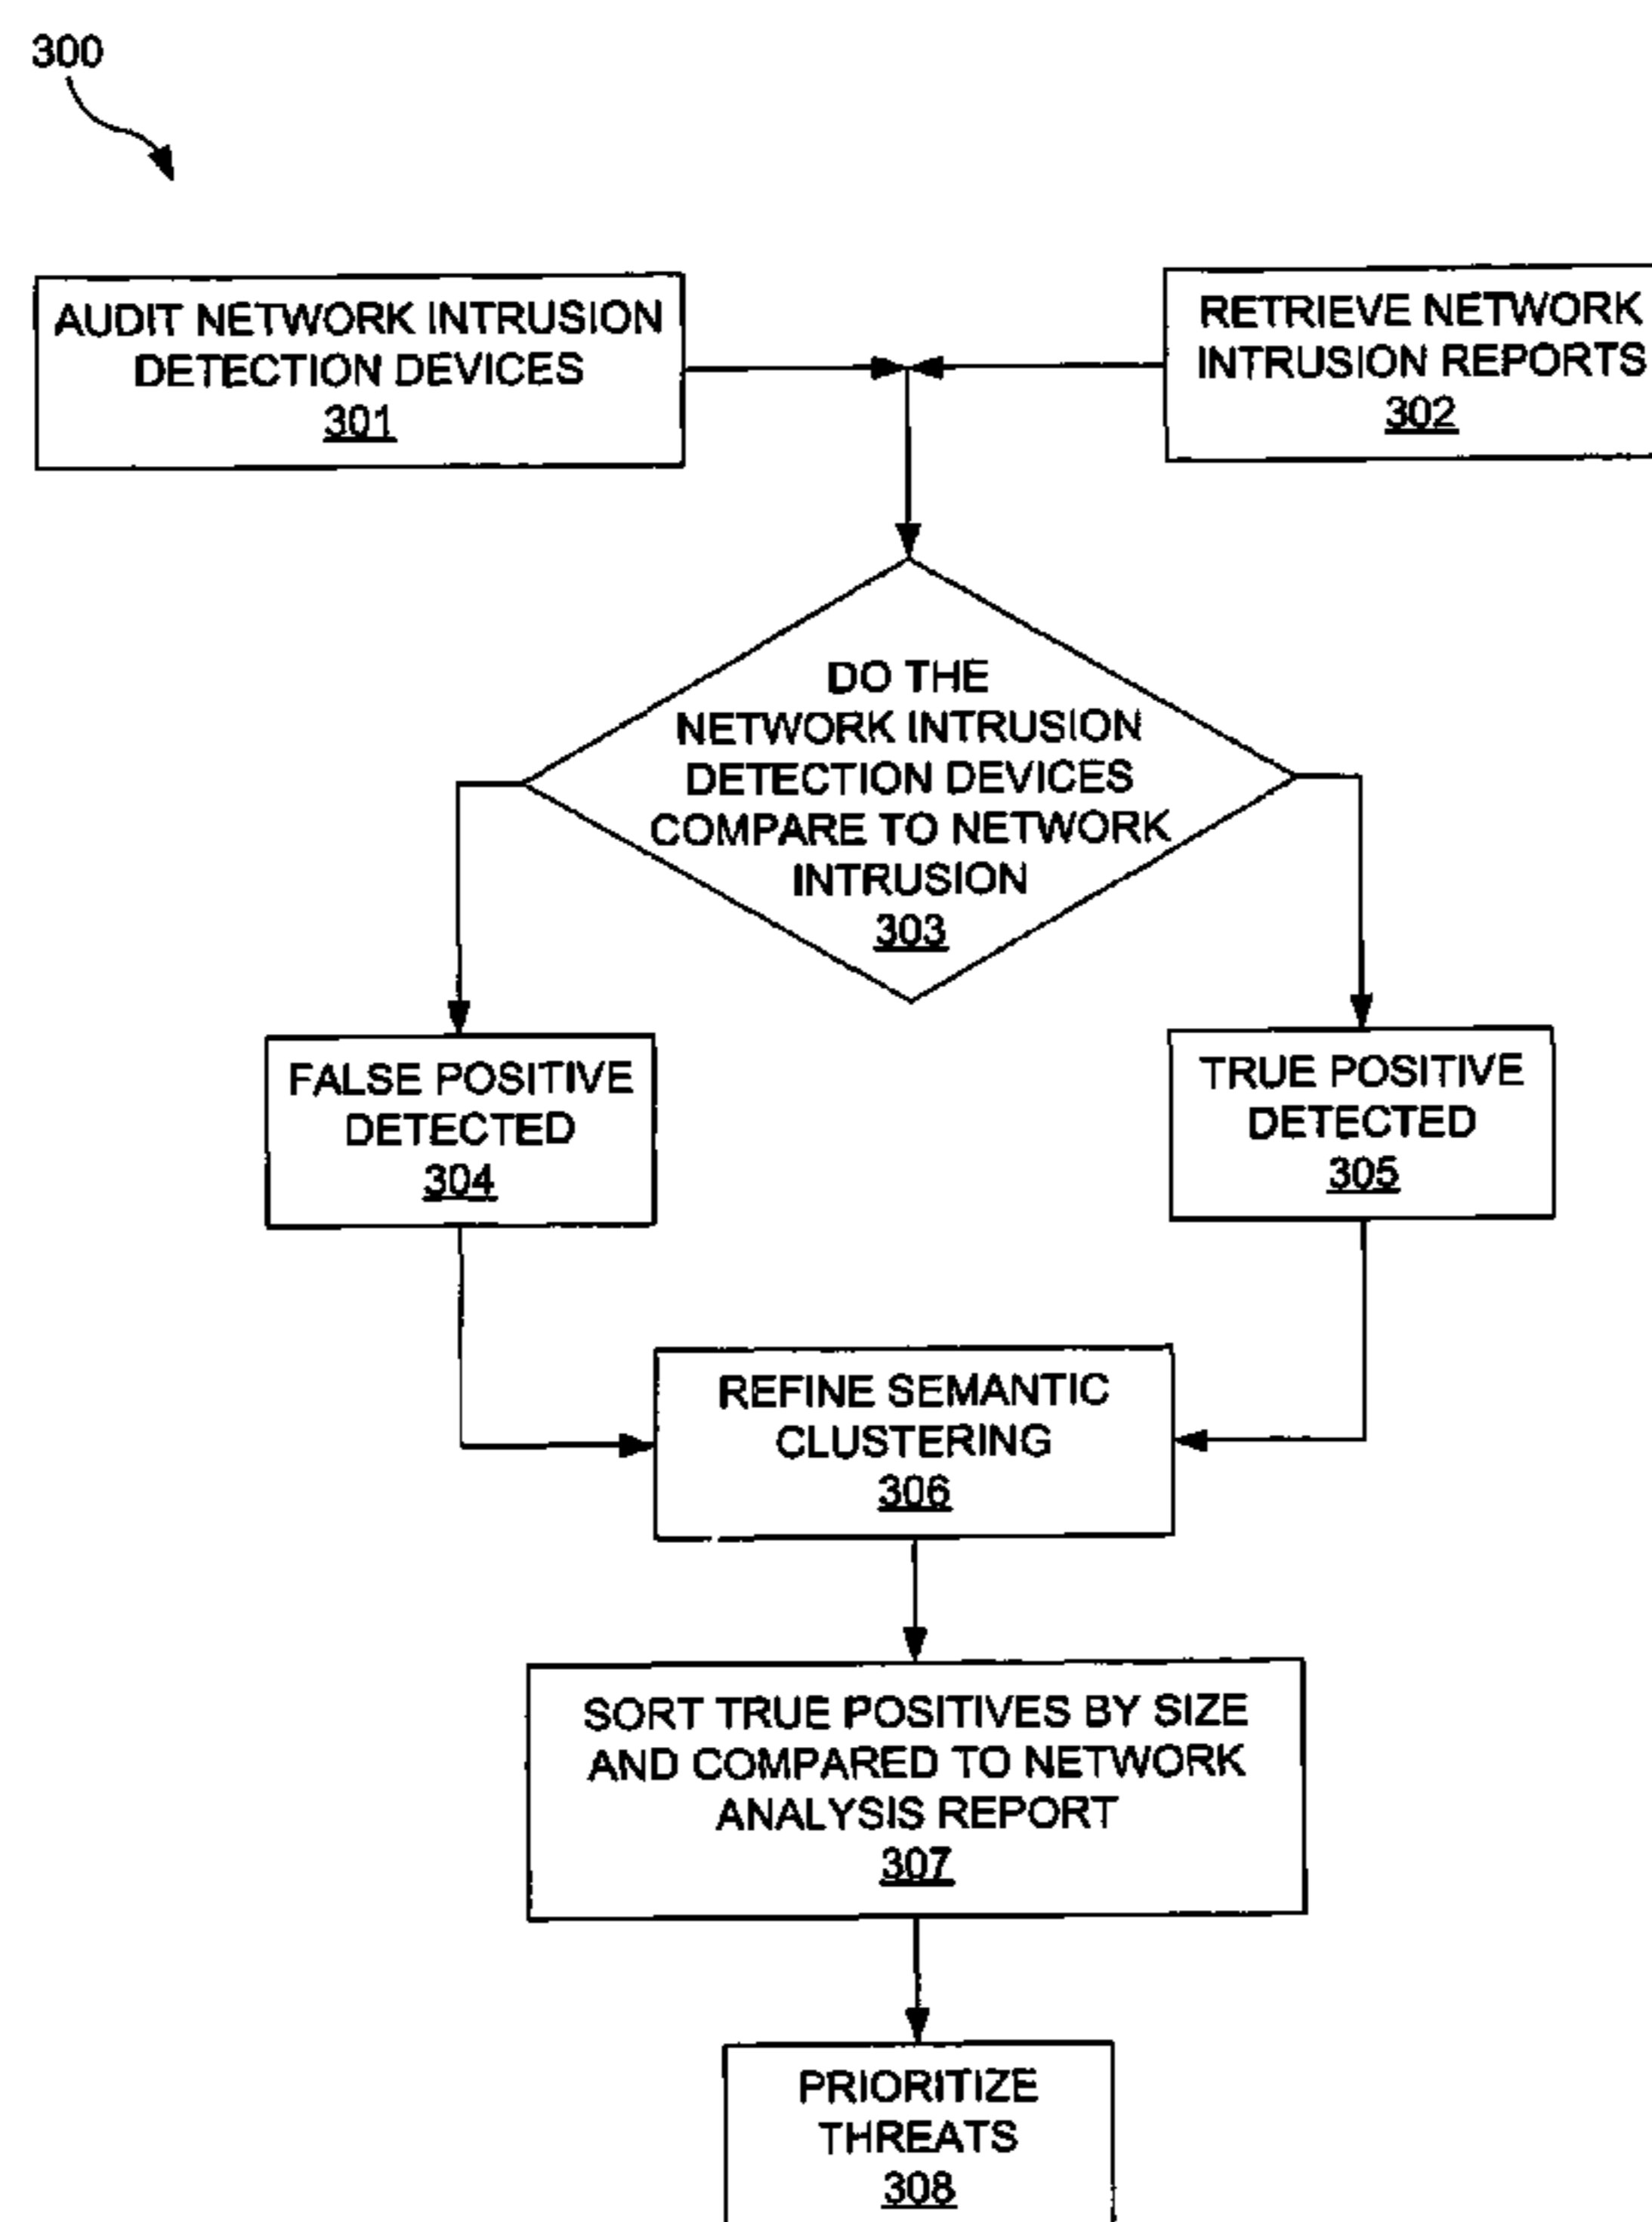 300
AUDIT NETWORK INTRUSION
DETECTION DEVICES
301
RETRIEVE NETWORK
INTRUSION REPORTS
302
DO THE
NETWORK INTRUSION
DETECTION DEVICES
COMPARE TO NETWORK
INTRUSION
303
FALSE POSITIVE
DETECTED
304
TRUE POSITIVE
DETECTED
305
REFINE SEMANTIC
CLUSTERING
306
SORT TRUE POSITIVES BY SIZE
AND COMPARED TO NETWORK
ANALYSIS REPORT
307
PRIORITIZE
THREATS
308